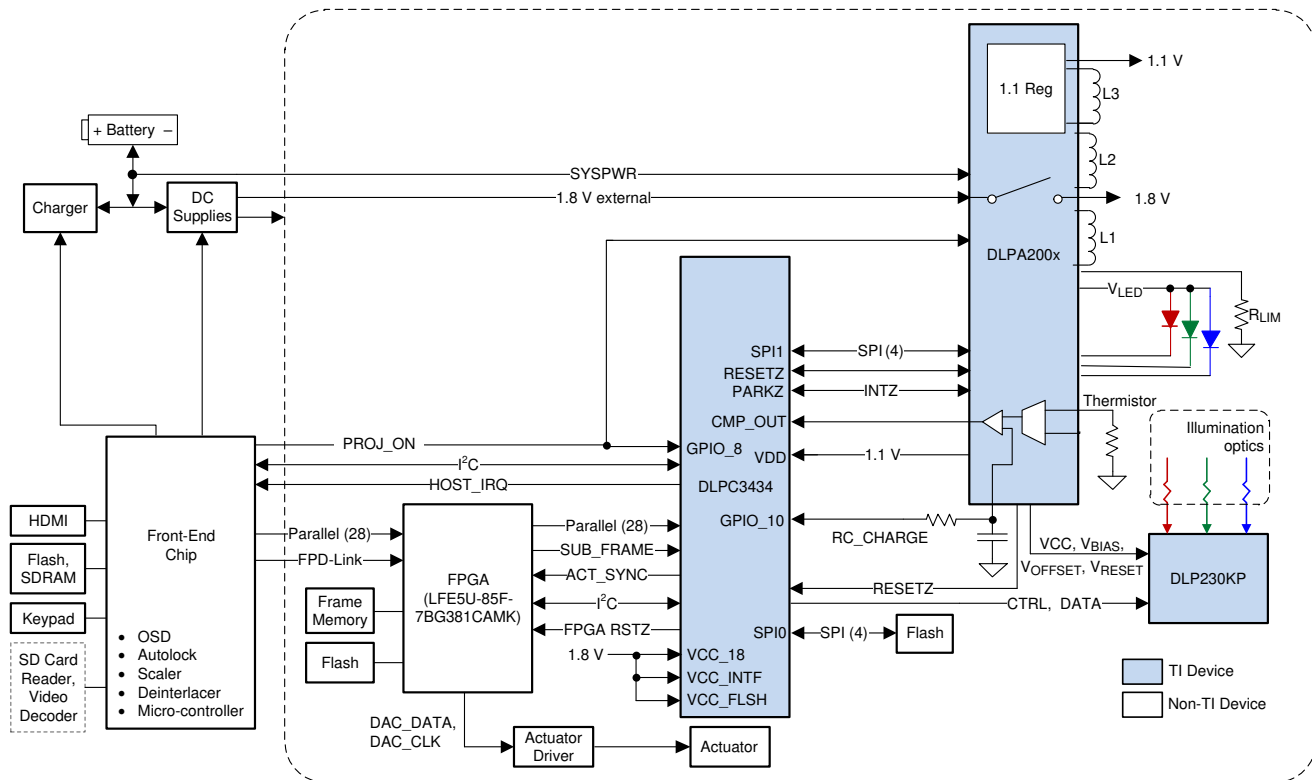 + Battery –
Charger
DC
Supplies
SYSPWR
1.8 V external
1.1 Reg
1.1 V
L3
L2
1.8 V
L1
DLPA200x
VLED
RLIM
Thermistor
Illumination
optics
SPI1
SPI (4)
RESETZ
PARKZ
INTZ
CMP_OUT
PROJ_ON
GPIO_8
I2C
VDD
1.1 V
HOST_IRQ
DLPC3434
GPIO_10
RC_CHARGE
VCC, VBIAS,
VOFFSET, VRESET
DLP230KP
RESETZ
CTRL, DATA
SPI0
SPI (4)
Flash
HDMI
Flash,
SDRAM
Keypad
SD Card
Reader,
Video
Decoder
Front-End
Chip
• OSD
• Autolock
• Scaler
• Deinterlacer
• Micro-controller
Parallel (28)
FPD-Link
Frame
Memory
Flash
FPGA
(LFE5U-85F-
7BG381CAMK)
Parallel (28)
SUB_FRAME
ACT_SYNC
I2C
FPGA RSTZ
1.8 V
VCC_18
VCC_INTF
VCC_FLSH
DAC_DATA,
DAC_CLK
Actuator
Driver
Actuator
TI Device
Non-TI Device